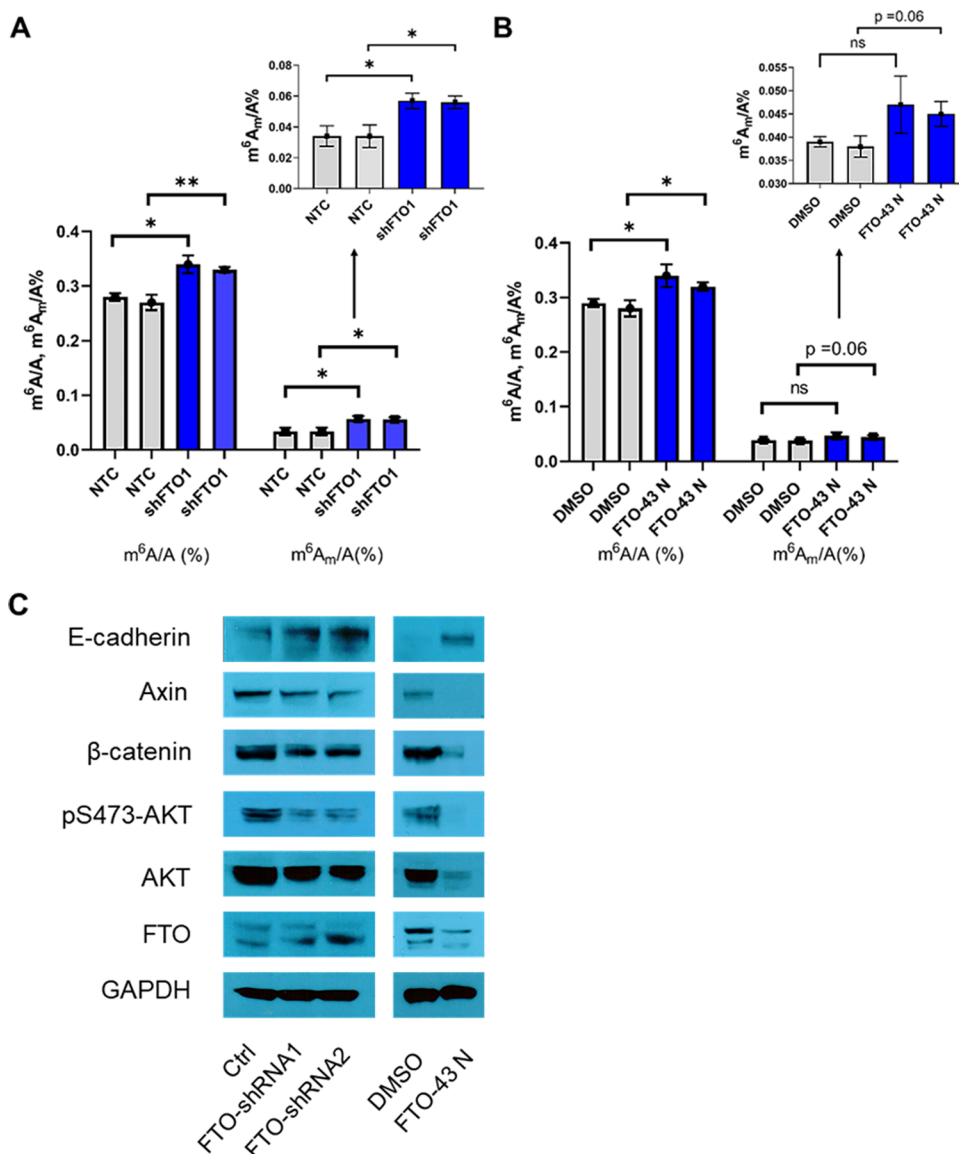 A
* 
*
m⁶Aₘ/A%
0.08
0.06
0.04
0.02
0.00
NTC
NTC
shFTO1
shFTO1
**
*
m⁶A/A, m⁶Aₘ/A%
0.4
0.3
0.2
0.1
0.0
*
*
NTC
NTC
shFTO1
shFTO1
NTC
NTC
shFTO1
shFTO1
m⁶A/A (%)
m⁶Aₘ/A(%)
B
p =0.06
ns
m⁶Aₘ/A%
0.055
0.050
0.045
0.040
0.035
0.030
DMSO
DMSO
FTO-43 N
FTO-43 N
*
*
m⁶A/A, m⁶Aₘ/A%
0.4
0.3
0.2
0.1
0.0
p =0.06
ns
DMSO
DMSO
FTO-43 N
FTO-43 N
DMSO
DMSO
FTO-43 N
FTO-43 N
m⁶A/A (%)
m⁶Aₘ/A(%)
C
E-cadherin
Axin
β-catenin
pS473-AKT
AKT
FTO
GAPDH
Ctrl
FTO-shRNA1
FTO-shRNA2
DMSO
FTO-43 N